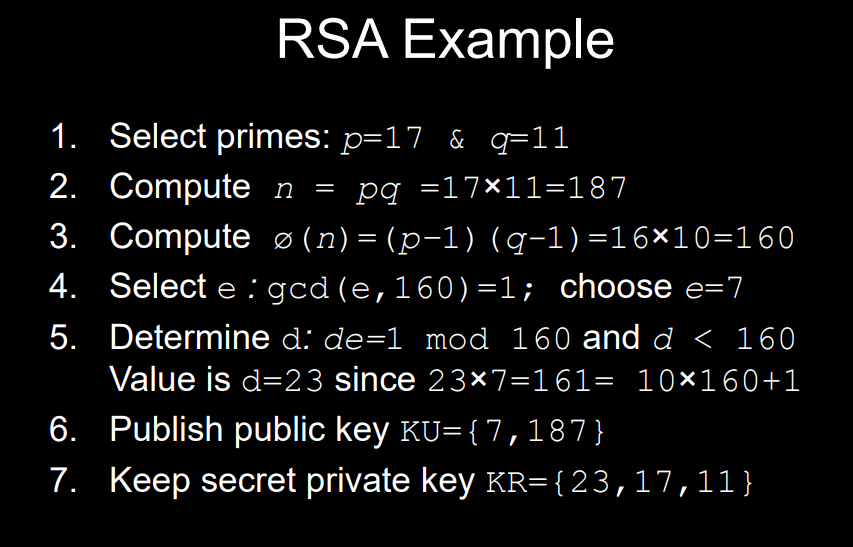 RSA Example
1. Select primes: p=17 & q=11
2. Compute n = pq =17×11=187
3. Compute ø(n)=(p–1)(q-1)=16×10=160
4. Select e : gcd(e,160)=1; choose e=7
5. Determine d: de=1 mod 160 and d < 160
Value is d=23 since 23×7=161= 10×160+1
6. Publish public key KU={7,187}
7. Keep secret private key KR={23,17,11}